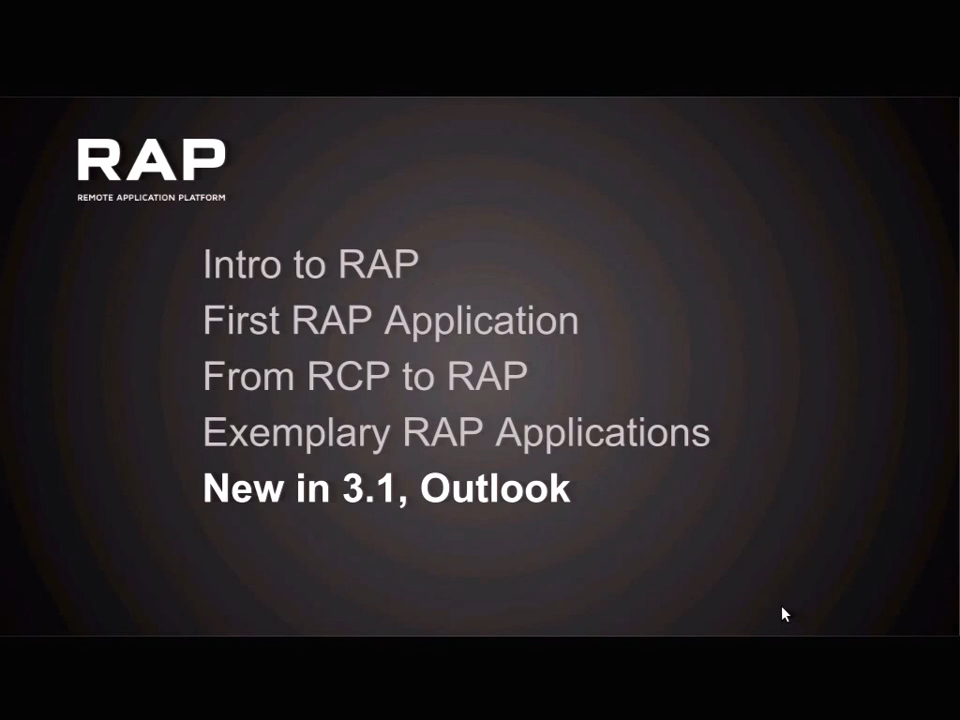 RAP
REMOTE APPLICATION PLATFORM
Intro to RAP
First RAP Application
From RCP to RAP
Exemplary RAP Applications
New in 3.1, Outlook